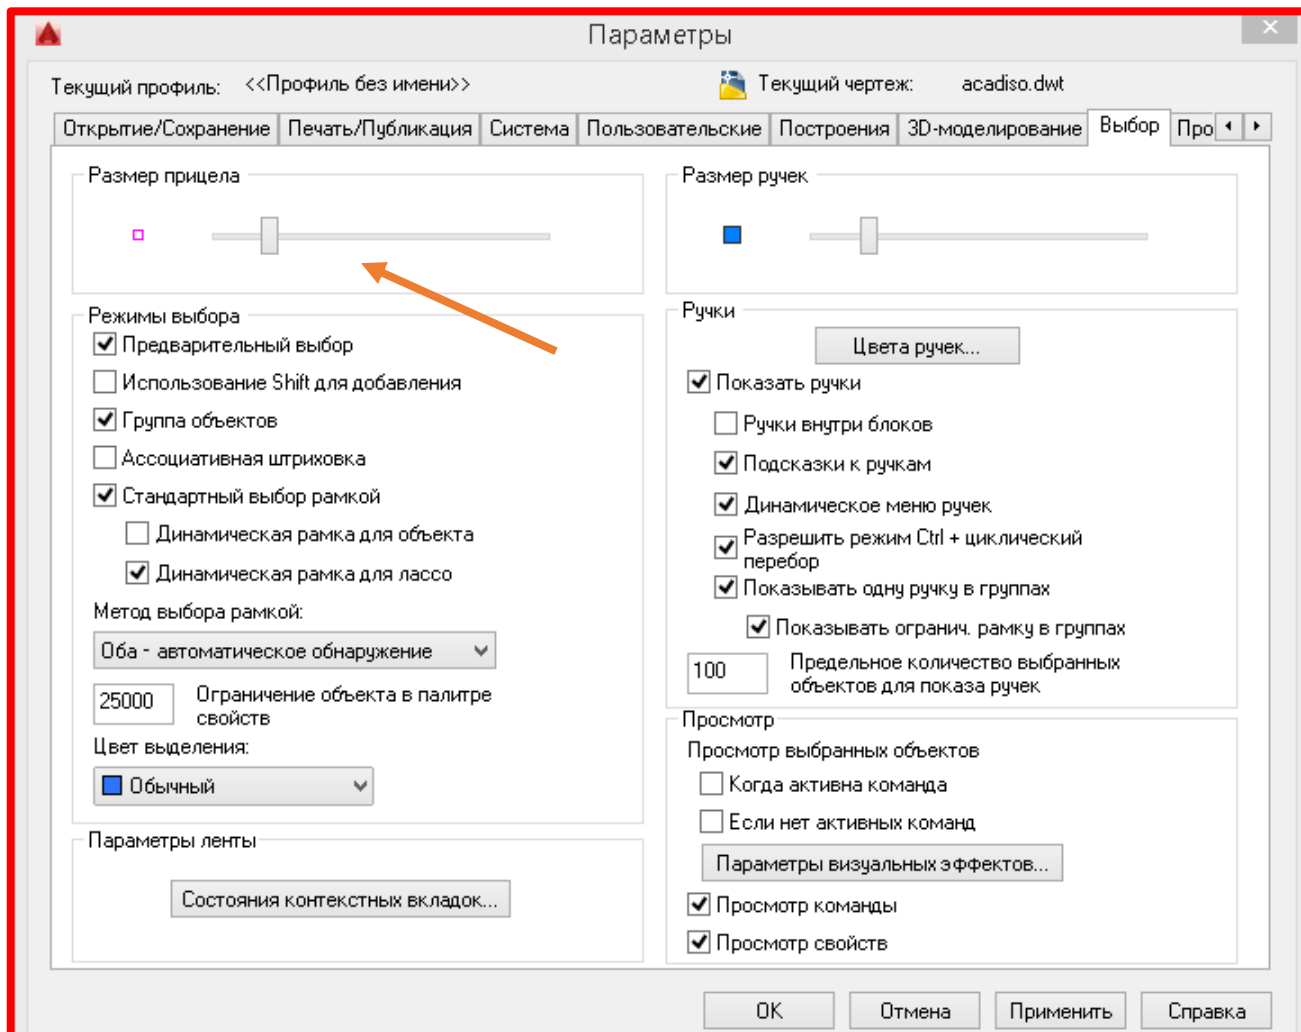 Параметры
Текущий профиль: <<Профиль без имени>> Текущий чертеж: acadiso.dwt
Открытие/Сохранение Печать/Публикация Система Пользовательские Построения 3D-моделирование Выбор Про
Размер прицела
Размер ручек
Режимы выбора
Предварительный выбор
Использование Shift для добавления
Группа объектов
Ассоциативная штриховка
Стандартный выбор рамкой
Динамическая рамка для объекта
Динамическая рамка для лассо
Метод выбора рамкой:
Оба - автоматическое обнаружение
25000 Ограничение объекта в палитре
свойств
Цвет выделения:
Обычный
Параметры ленты
Состояния контекстных вкладок...
Ручки
Цвета ручек...
Показать ручки
Ручки внутри блоков
Подсказки к ручкам
Динамическое меню ручек
Разрешить режим Ctrl + циклический
перебор
Показывать одну ручку в группах
Показывать огранич. рамку в группах
100 Предельное количество выбранных
объектов для показа ручек
Просмотр
Просмотр выбранных объектов
Когда активна команда
Если нет активных команд
Параметры визуальных эффектов...
Просмотр команды
Просмотр свойств
OK Отмена Применить Справка